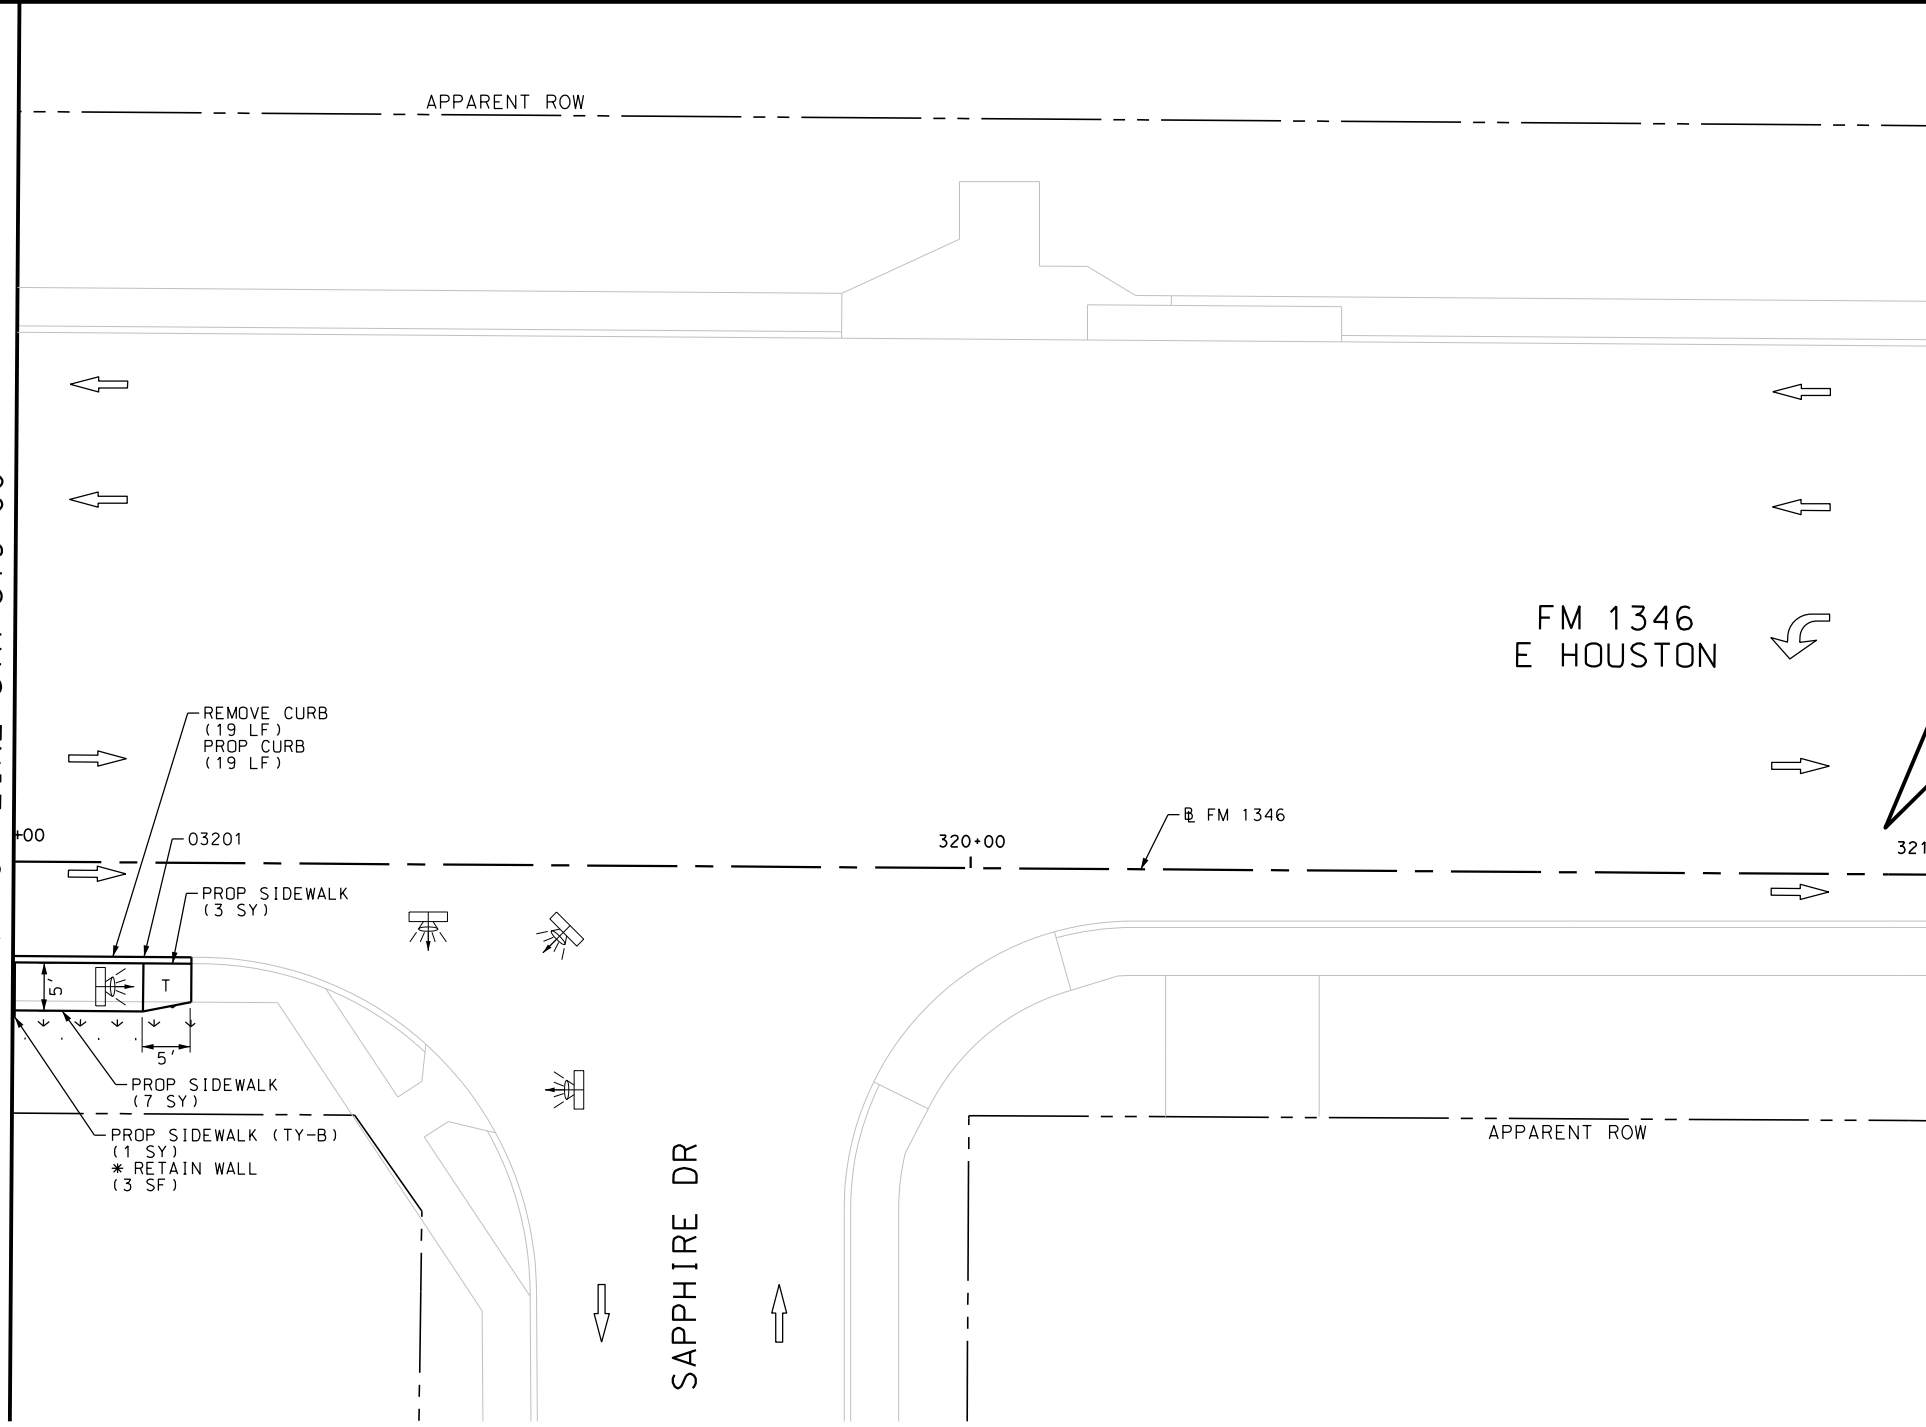 APPARENT ROW
FM 1346
E HOUSTON
REMOVE CURB
(19 LF)
PROP CURB
(19 LF)
+00
03201
320+00
℄ FM 1346
321
PROP SIDEWALK
(3 SY)
5'
T
5'
PROP SIDEWALK
(7 SY)
PROP SIDEWALK (TY-B)
(1 SY)
* RETAIN WALL
(3 SF)
SAPPHIRE DR
APPARENT ROW